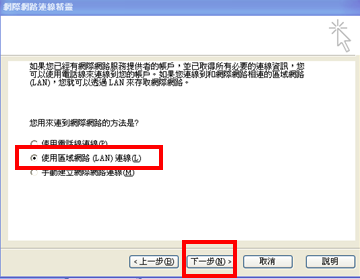 網際網路連線精靈
如果您已經有網際網路服務提供者的帳戶，並已取得所有必要的連線資訊，您
可以使用電話線來連線到您的帳戶。如果您連線到和網際網路相連的區域網路
(LAN)，您就可以透過 LAN 來存取網際網路。
您用來連到網際網路的方法是?
使用電話線連線(P)
使用區域網路 (LAN) 連線(L)
手動建立網際網路連線(M)
<上一步(B)
下一步(N)>
取消
說明